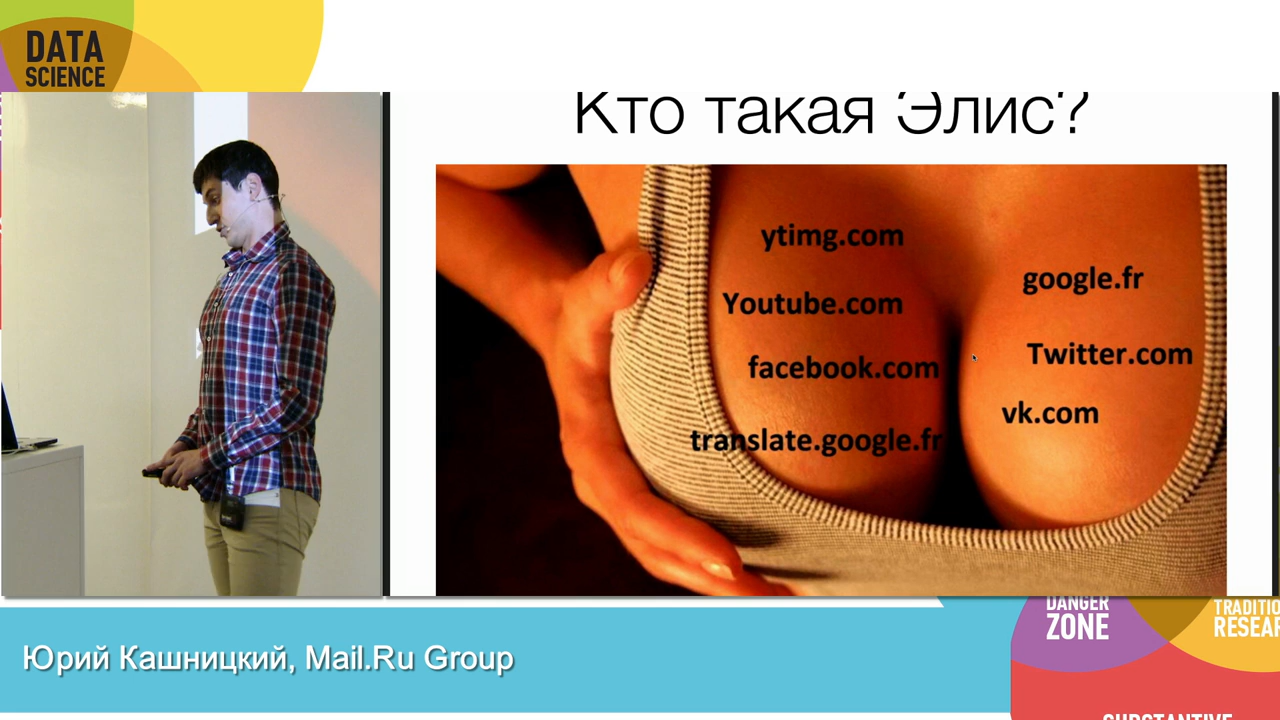 DATA
SCIENCE
Кто такая Элис?
ytimg.com
google.fr
Youtube.com
Twitter.com
facebook.com
vk.com
translate.google.fr
DANGER
ZONE
Юрий Кашницкий, Mail.Ru Group
SUBSTANTIVE